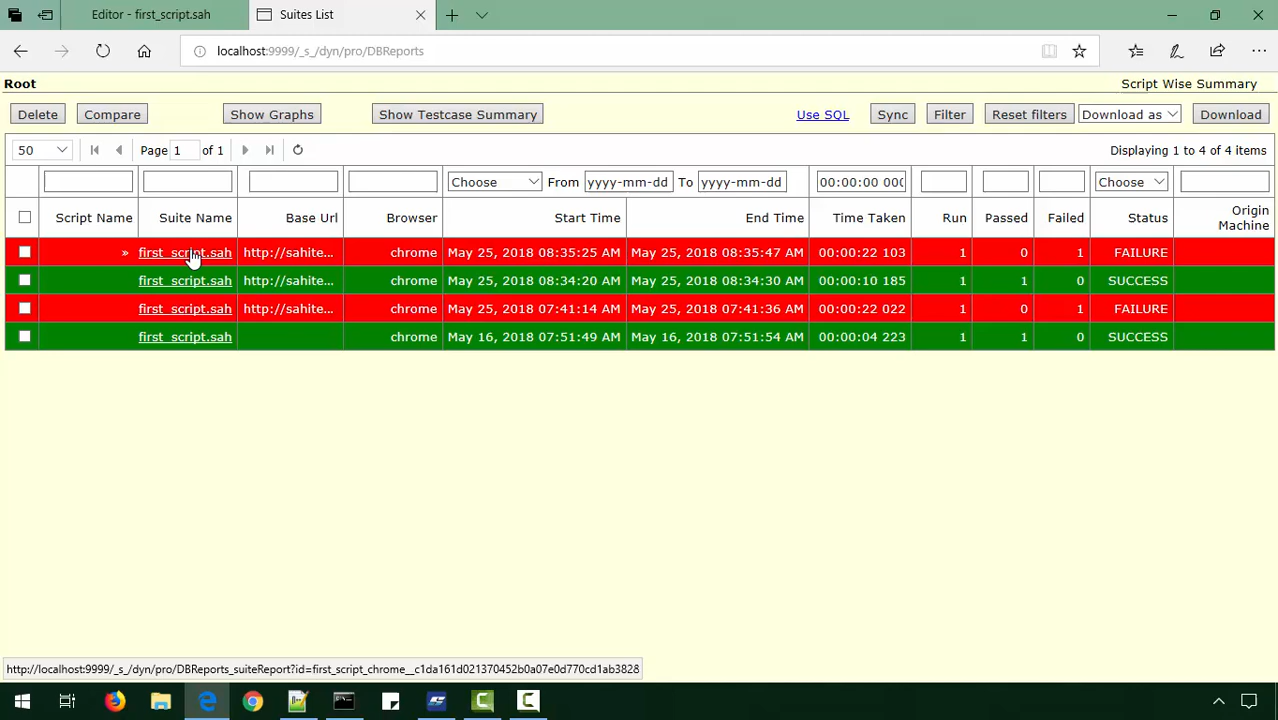 Editor - first_script.sah
Suites List
localhost:9999/_s_/dyn/pro/DBReports
Root
Script Wise Summary
Delete
Compare
Show Graphs
Show Testcase Summary
Use SQL
Sync
Filter
Reset filters
Download as
Download
50
Page 1 of 1
Displaying 1 to 4 of 4 items
Choose From yyyy-mm-dd To yyyy-mm-dd 00:00:00 000 Choose
Script Name Suite Name Base Url Browser Start Time End Time Time Taken Run Passed Failed Status Origin Machine
» first_script.sah http://sahite... chrome May 25, 2018 08:35:25 AM May 25, 2018 08:35:47 AM 00:00:22 103 1 0 1 FAILURE
first_script.sah http://sahite... chrome May 25, 2018 08:34:20 AM May 25, 2018 08:34:30 AM 00:00:10 185 1 1 0 SUCCESS
first_script.sah http://sahite... chrome May 25, 2018 07:41:14 AM May 25, 2018 07:41:36 AM 00:00:22 022 1 0 1 FAILURE
first_script.sah chrome May 16, 2018 07:51:49 AM May 16, 2018 07:51:54 AM 00:00:04 223 1 1 0 SUCCESS
http://localhost:9999/_s_/dyn/pro/DBReports_suiteReport?id=first_script_chrome__c1da161d021370452b0a07e0d770cd1ab3828